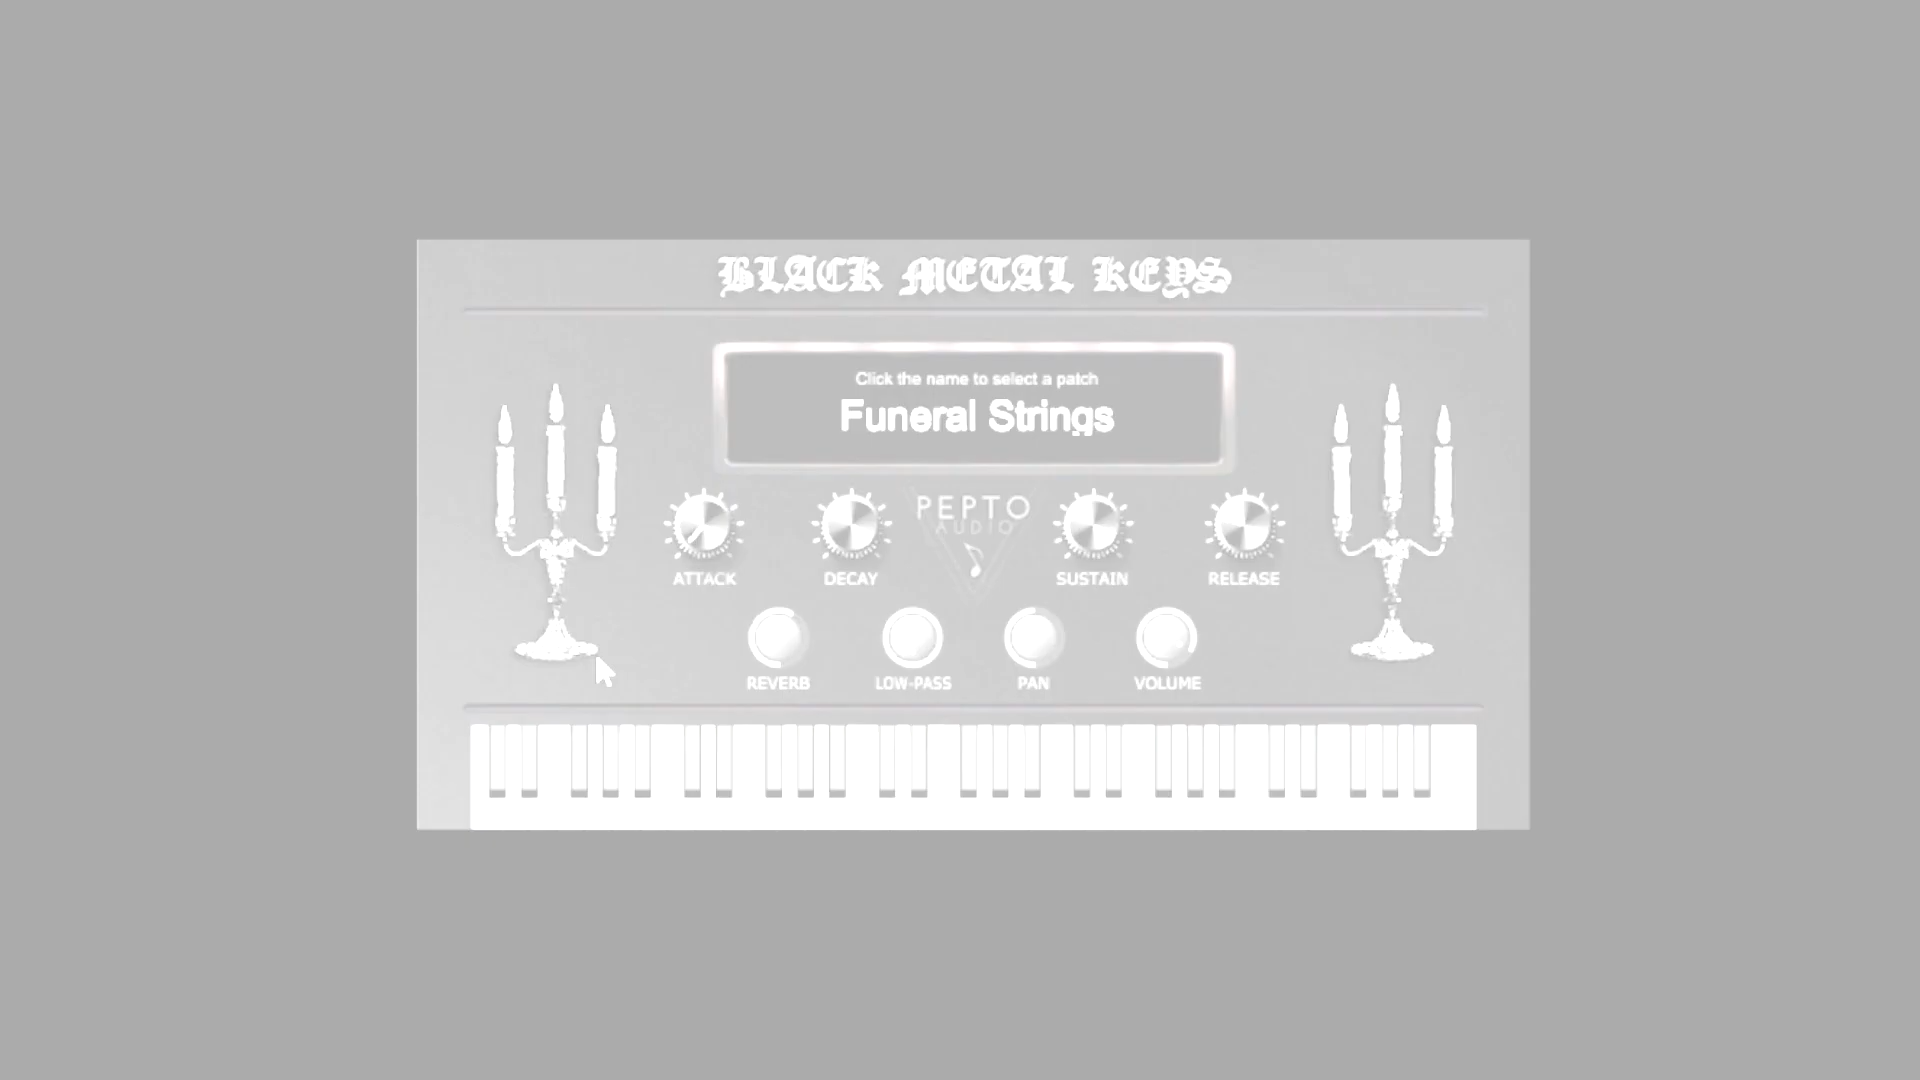 BLACK METAL KEYS
Click the name to select a patch
Funeral Strings
PEPTO
AUDIO
ATTACK
DECAY
SUSTAIN
RELEASE
REVERB
LOW-PASS
PAN
VOLUME